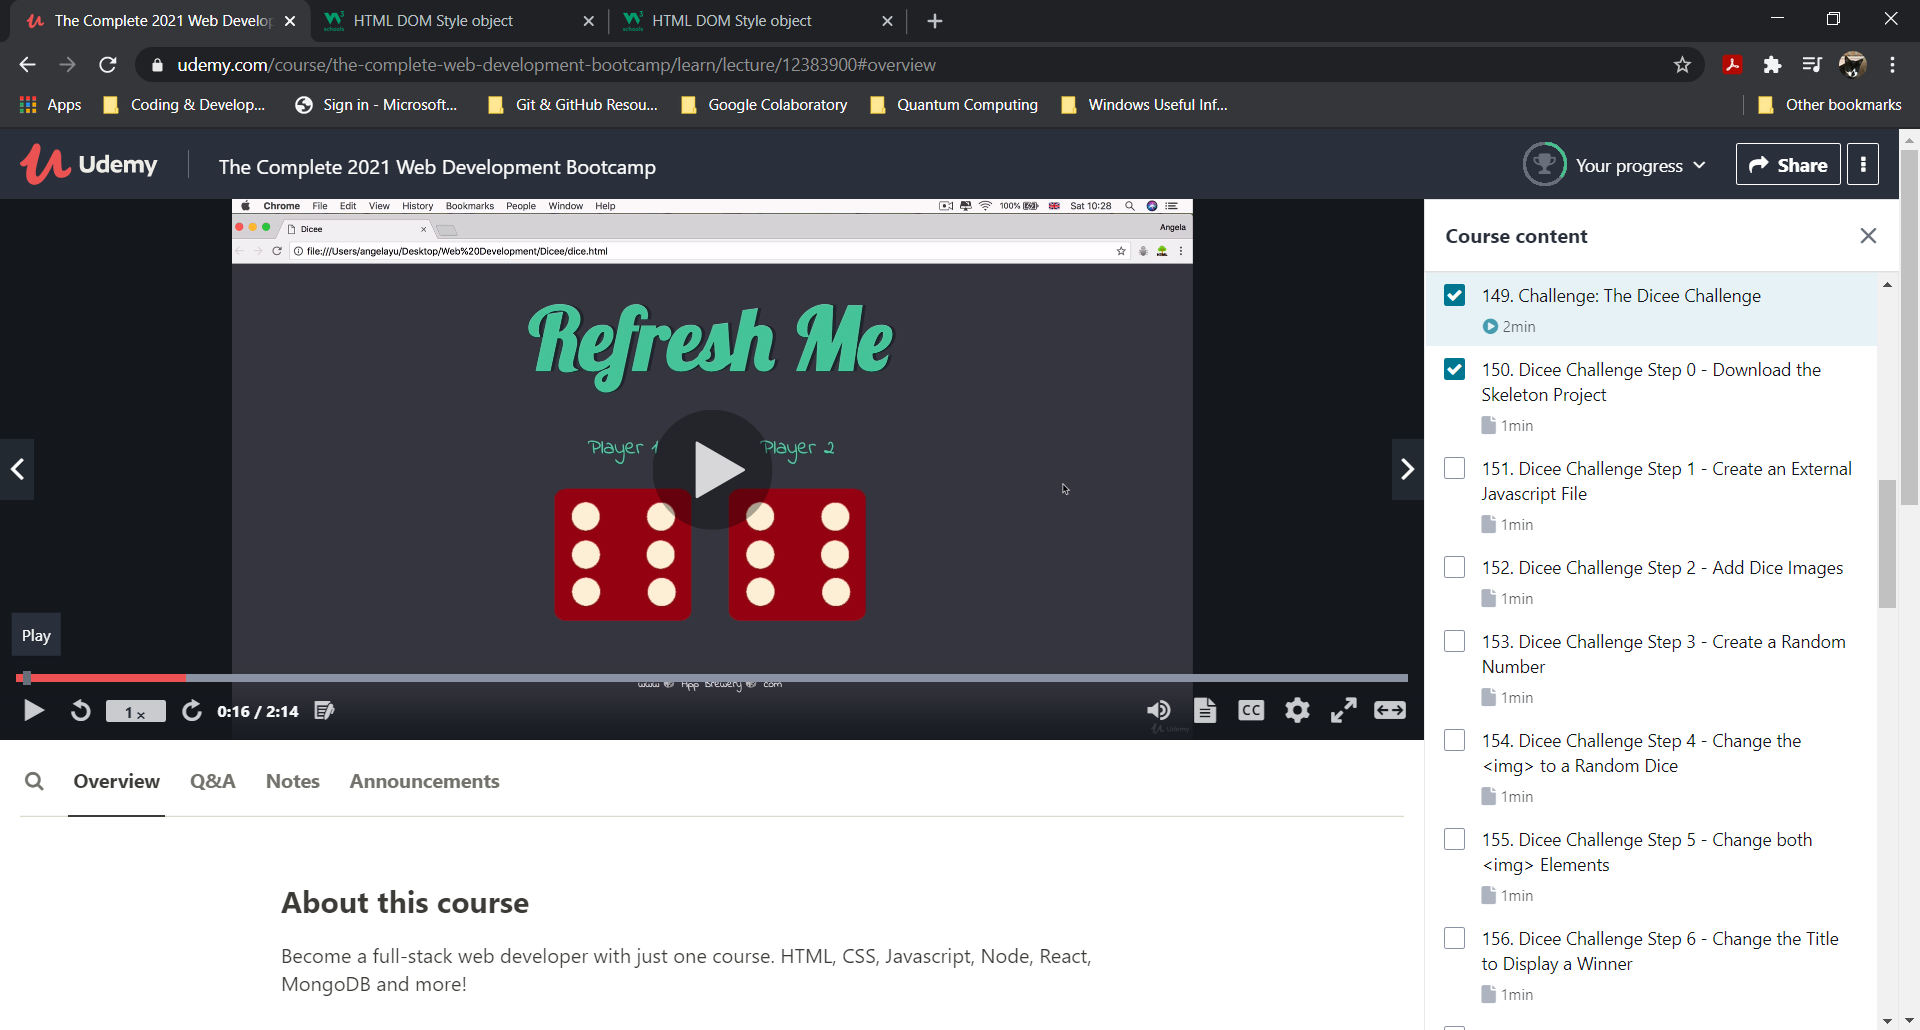 The Complete 2021 Web Develop
HTML DOM Style object
HTML DOM Style object
udemy.com/course/the-complete-web-development-bootcamp/learn/lecture/12383900#overview
Apps
Coding & Develop...
Sign in - Microsoft...
Git & GitHub Resou...
Google Colaboratory
Quantum Computing
Windows Useful Inf...
Other bookmarks
Udemy
The Complete 2021 Web Development Bootcamp
Your progress
Share
Chrome File Edit View History Bookmarks People Window Help
100% Sat 10:28
Dicee
Angela
file:///Users/angelayu/Desktop/Web%20Development/Dicee/dice.html
Refresh Me
Player 1
Player 2
www App Brewery com
Play
1x
0:16 / 2:14
CC
Udemy
Course content
149. Challenge: The Dicee Challenge
2min
150. Dicee Challenge Step 0 - Download the
Skeleton Project
1min
151. Dicee Challenge Step 1 - Create an External
Javascript File
1min
152. Dicee Challenge Step 2 - Add Dice Images
1min
153. Dicee Challenge Step 3 - Create a Random
Number
1min
154. Dicee Challenge Step 4 - Change the
<img> to a Random Dice
1min
155. Dicee Challenge Step 5 - Change both
<img> Elements
1min
156. Dicee Challenge Step 6 - Change the Title
to Display a Winner
1min
Overview
Q&A
Notes
Announcements
About this course
Become a full-stack web developer with just one course. HTML, CSS, Javascript, Node, React,
MongoDB and more!